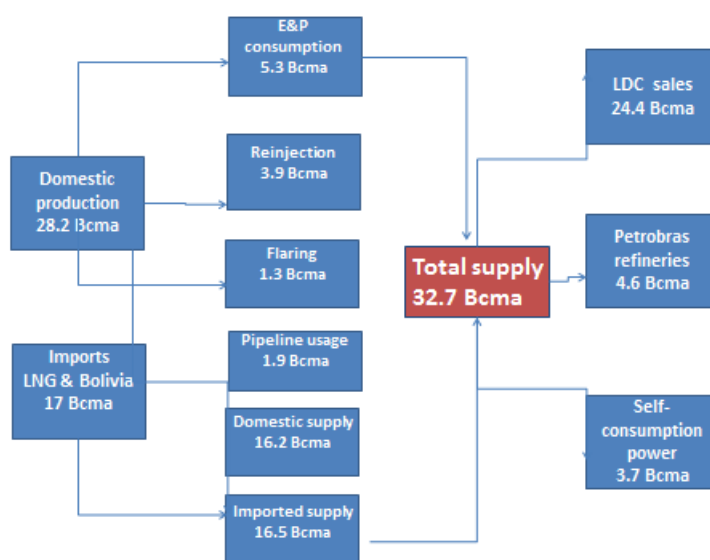 E&P
consumption
5.3 Bcma
Reinjection
3.9 Bcma
Flaring
1.3 Bcma
Pipeline usage
1.9 Bcma
Domestic supply
16.2 Bcma
Imported supply
16.5 Bcma
Domestic
production
28.2 Bcma
Imports
LNG & Bolivia
17 Bcma
Total supply
32.7 Bcma
LDC sales
24.4 Bcma
Petrobras
refineries
4.6 Bcma
Self-
consumption
power
3.7 Bcma